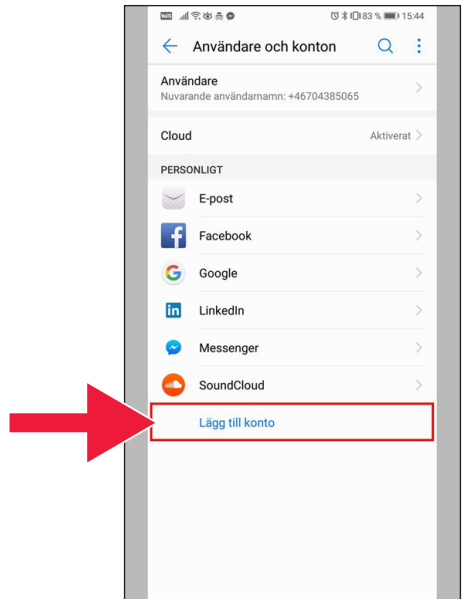 83 % 15:44
Användare och konton
Användare
Nuvarande användarnamn: +46704385065
Cloud
Aktiverat
PERSONLIGT
E-post
Facebook
Google
in LinkedIn
Messenger
SoundCloud
Lägg till konto